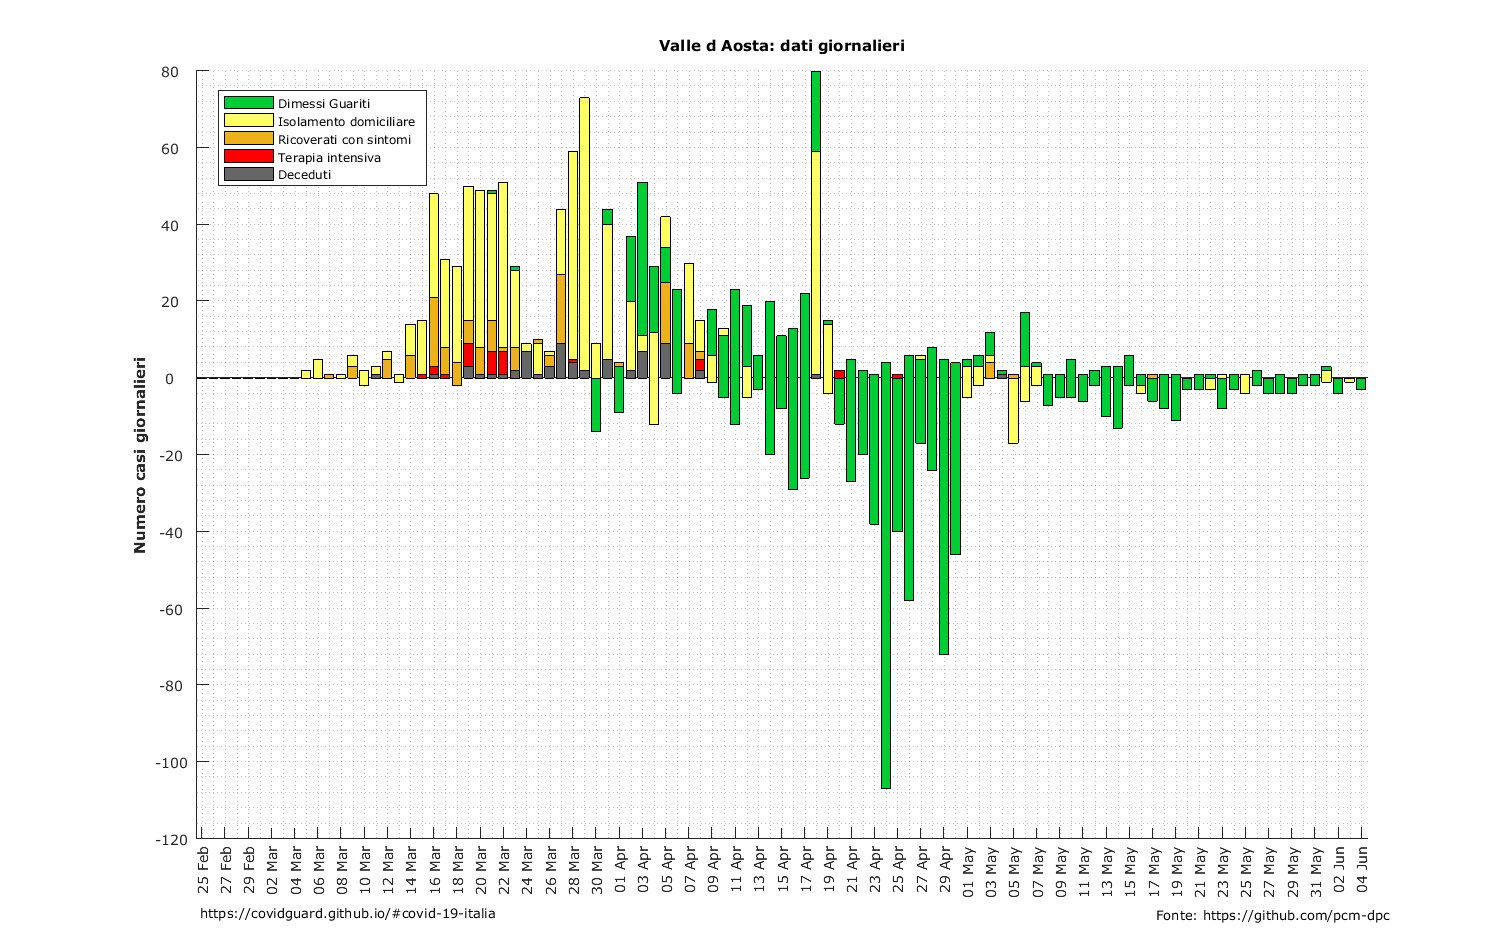 Valle d Aosta: dati giornalieri
Dimessi Guariti
Isolamento domiciliare
Ricoverati con sintomi
Terapia intensiva
Deceduti
Numero casi giornalieri
80
60
40
20
0
-20
-40
-60
-80
-100
-120
25 Feb
27 Feb
29 Feb
02 Mar
04 Mar
06 Mar
08 Mar
10 Mar
12 Mar
14 Mar
16 Mar
18 Mar
20 Mar
22 Mar
24 Mar
26 Mar
28 Mar
30 Mar
01 Apr
03 Apr
05 Apr
07 Apr
09 Apr
11 Apr
13 Apr
15 Apr
17 Apr
19 Apr
21 Apr
23 Apr
25 Apr
27 Apr
29 Apr
01 May
03 May
05 May
07 May
09 May
11 May
13 May
15 May
17 May
19 May
21 May
23 May
25 May
27 May
29 May
31 May
02 Jun
04 Jun
https://covidguard.github.io/#covid-19-italia
Fonte: https://github.com/pcm-dpc